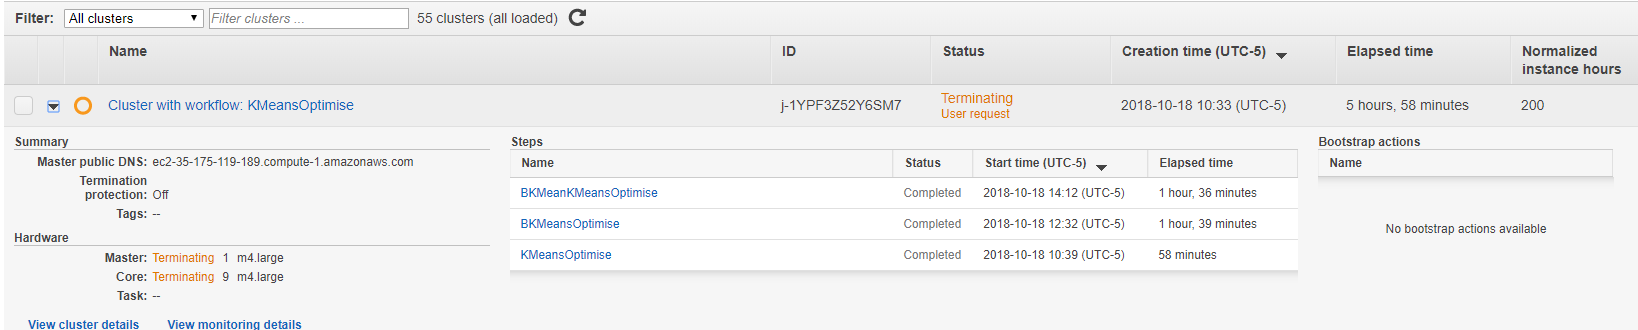 Filter: All clusters Filter clusters ... 55 clusters (all loaded)
Name ID Status Creation time (UTC-5) Elapsed time Normalized instance hours
Cluster with workflow: KMeansOptimise j-1YPF3Z52Y6SM7 Terminating 2018-10-18 10:33 (UTC-5) 5 hours, 58 minutes 200
User request
Summary
Master public DNS: ec2-35-175-119-189.compute-1.amazonaws.com
Termination
protection: Off
Tags: --
Hardware
Master: Terminating 1 m4.large
Core: Terminating 9 m4.large
Task: --
View cluster details View monitoring details
Steps
Name Status Start time (UTC-5) Elapsed time
BKMeanKMeansOptimise Completed 2018-10-18 14:12 (UTC-5) 1 hour, 36 minutes
BKMeansOptimise Completed 2018-10-18 12:32 (UTC-5) 1 hour, 39 minutes
KMeansOptimise Completed 2018-10-18 10:39 (UTC-5) 58 minutes
Bootstrap actions
Name
No bootstrap actions available